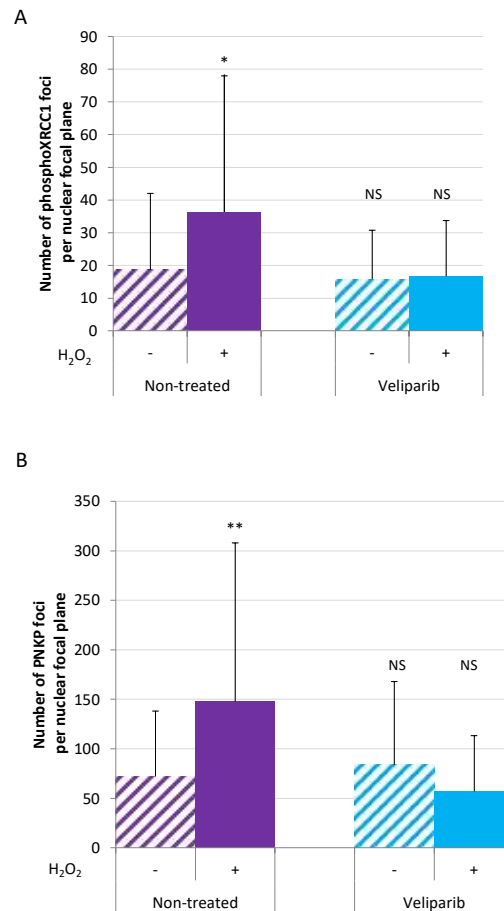 A
Number of phosphoXRCC1 foci
per nuclear focal plane
90
80
70
60
50
40
30
20
10
0
*
NS
NS
H₂O₂
-
+
-
+
Non-treated
Veliparib
B
Number of PNKP foci
per nuclear focal plane
350
300
250
200
150
100
50
0
**
NS
NS
H₂O₂
-
+
-
+
Non-treated
Veliparib